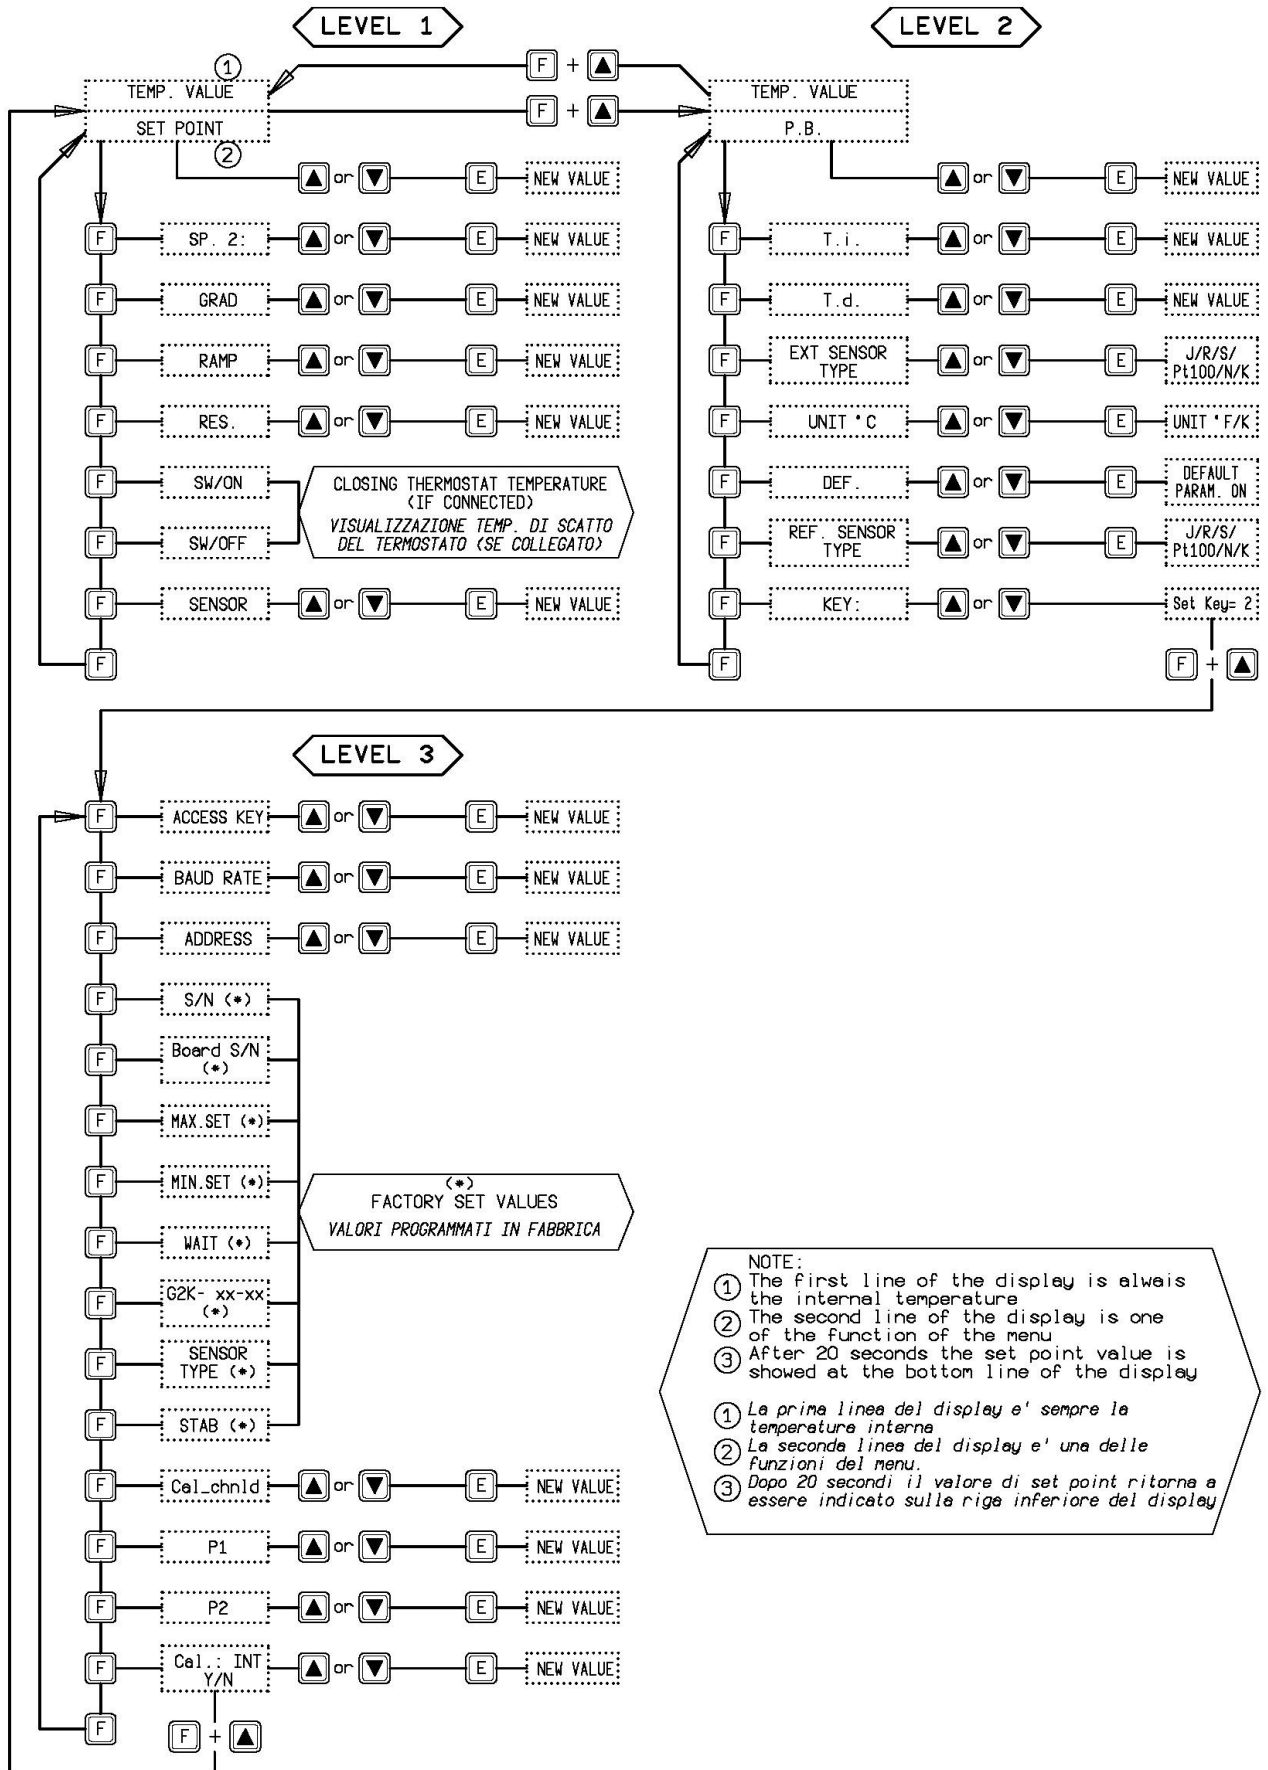 LEVEL 1
LEVEL 2
1
F + ▲
TEMP. VALUE
TEMP. VALUE
F + ▲
SET POINT
P.B.
2
▲ or ▼ E NEW VALUE
▲ or ▼ E NEW VALUE
F SP. 2: ▲ or ▼ E NEW VALUE
F T.i. ▲ or ▼ E NEW VALUE
F GRAD ▲ or ▼ E NEW VALUE
F T.d. ▲ or ▼ E NEW VALUE
F RAMP ▲ or ▼ E NEW VALUE
F EXT SENSOR
TYPE ▲ or ▼ E J/R/S/
Pt100/N/K
F RES. ▲ or ▼ E NEW VALUE
F UNIT °C ▲ or ▼ E UNIT °F/K
F SW/ON
CLOSING THERMOSTAT TEMPERATURE
(IF CONNECTED)
VISUALIZZAZIONE TEMP. DI SCATTO
DEL TERMOSTATO (SE COLLEGATO)
F DEF. ▲ or ▼ E DEFAULT
PARAM. ON
F SW/OFF
F REF. SENSOR
TYPE ▲ or ▼ E J/R/S/
Pt100/N/K
F SENSOR ▲ or ▼ E NEW VALUE
F KEY: ▲ or ▼ Set Key= 2
F
F
F + ▲
LEVEL 3
F ACCESS KEY ▲ or ▼ E NEW VALUE
F BAUD RATE ▲ or ▼ E NEW VALUE
F ADDRESS ▲ or ▼ E NEW VALUE
F S/N (*)
F Board S/N
(*)
F MAX.SET (*)
F MIN.SET (*)
(*)
FACTORY SET VALUES
VALORI PROGRAMMATI IN FABBRICA
F WAIT (*)
F G2K- xx-xx
(*)
F SENSOR
TYPE (*)
F STAB (*)
NOTE:
1 The first line of the display is alwais
the internal temperature
2 The second line of the display is one
of the function of the menu
3 After 20 seconds the set point value is
showed at the bottom line of the display
1 La prima linea del display e' sempre la
temperatura interna
2 La seconda linea del display e' una delle
funzioni del menu.
3 Dopo 20 secondi il valore di set point ritorna a
essere indicato sulla riga inferiore del display
F Cal_chnld ▲ or ▼ E NEW VALUE
F P1 ▲ or ▼ E NEW VALUE
F P2 ▲ or ▼ E NEW VALUE
F Cal.: INT
Y/N ▲ or ▼ E NEW VALUE
F
F + ▲